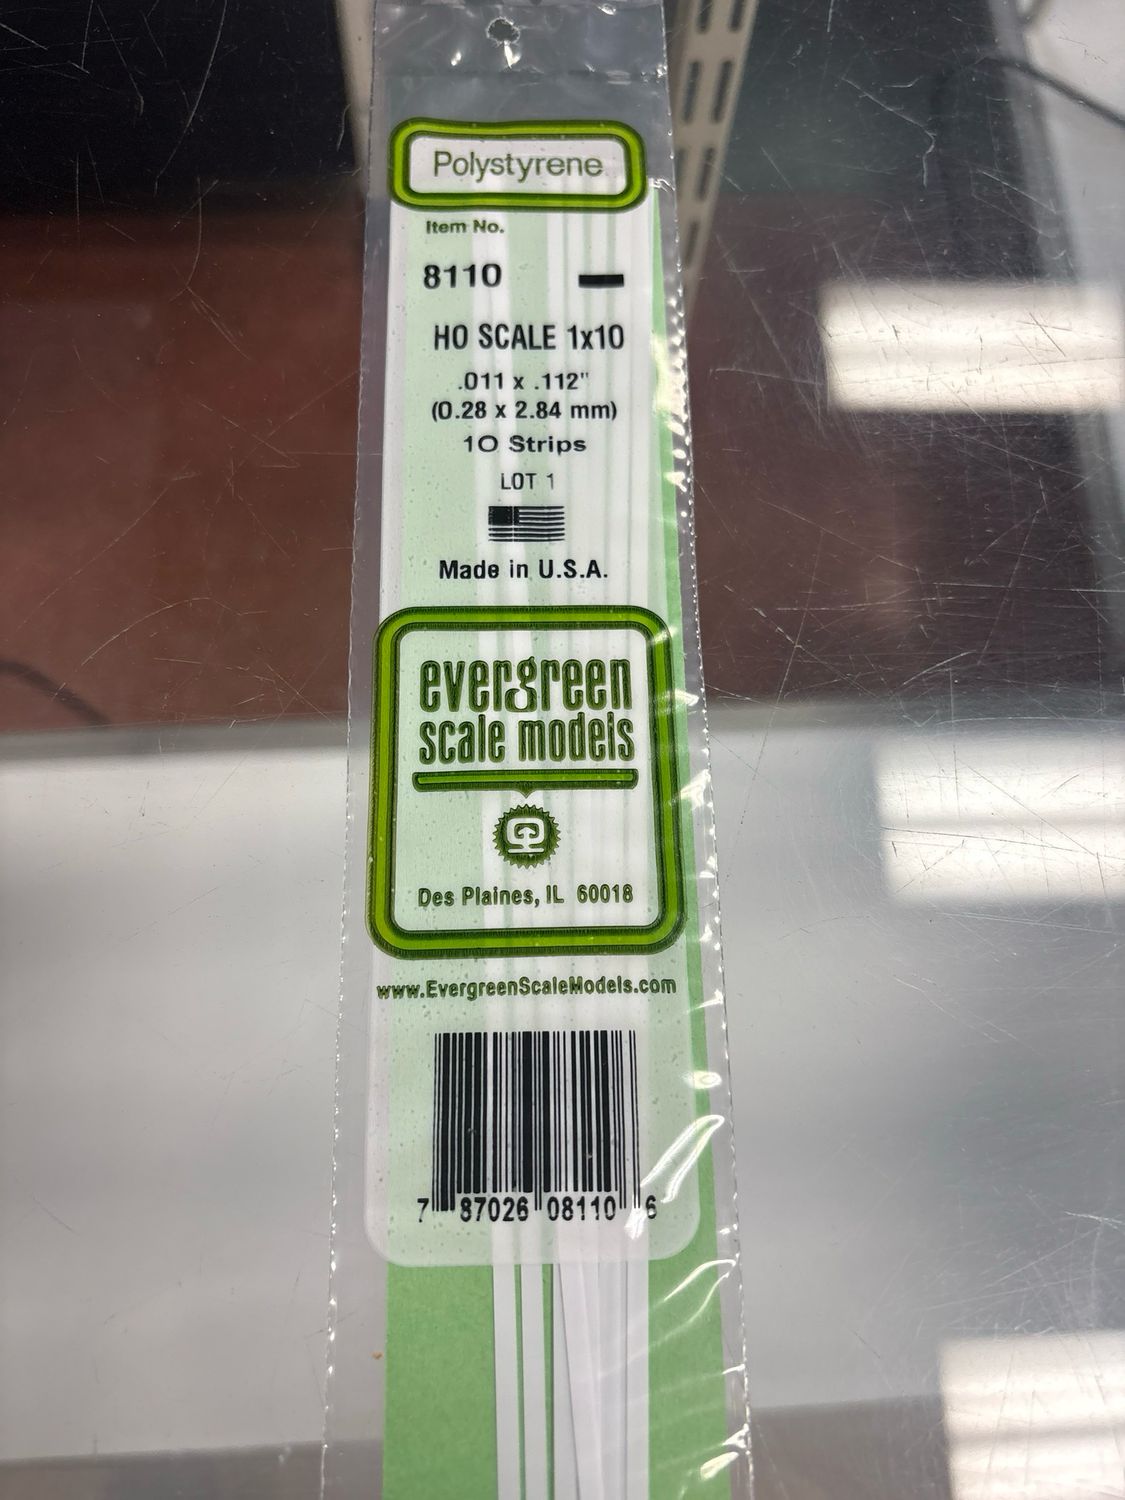 Polystyrene
Item No.
8110
HO SCALE 1x10
.011 x .112"
(0.28 x 2.84 mm)
10 Strips
LOT 1
Made in U.S.A.
evergreen
scale models
Des Plaines, IL 60018
www.EvergreenScaleModels.com
7 87026 08110 6